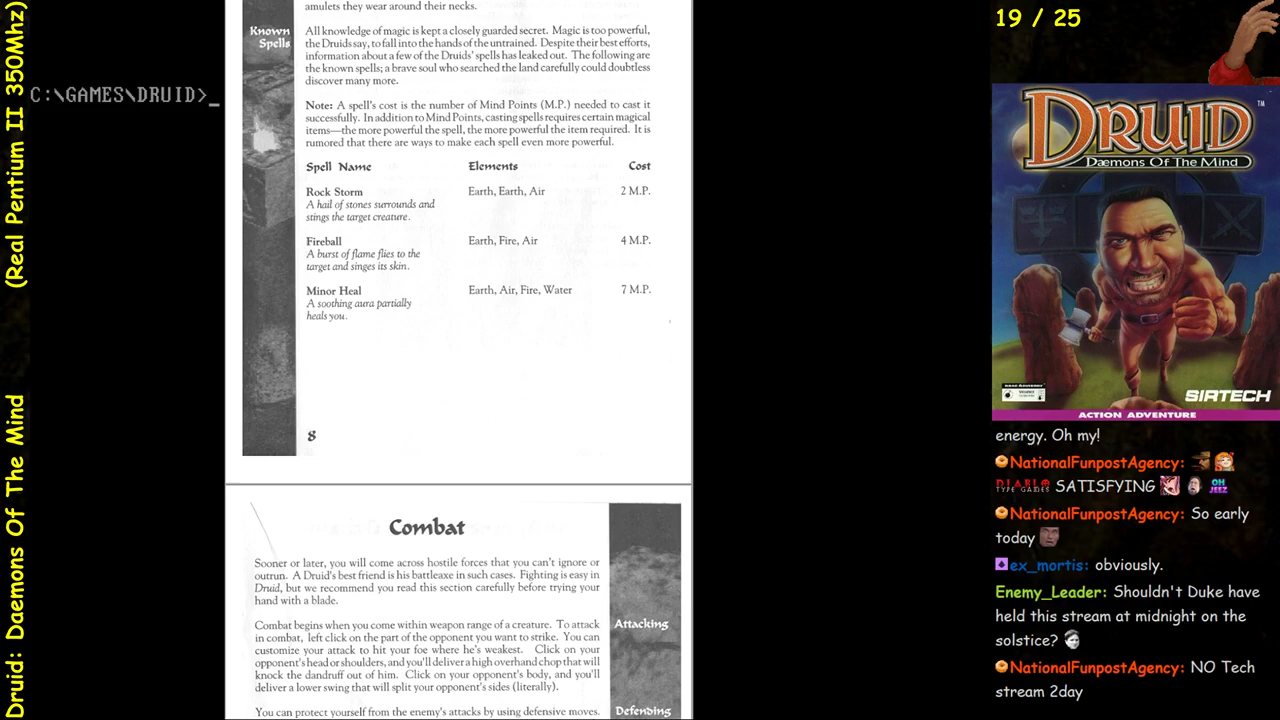 Druid: Daemons Of The Mind (Real Pentium II 350Mhz)
C:\GAMES\DRUID>_
amulets they wear around their necks.
Known
Spells
All knowledge of magic is kept a closely guarded secret. Magic is too powerful,
the Druids say, to fall into the hands of the untrained. Despite their best efforts,
information about a few of the Druids' spells has leaked out. The following are
the known spells; a brave soul who searched the land carefully could doubtless
discover many more.
Note: A spell's cost is the number of Mind Points (M.P.) needed to cast it
successfully. In addition to Mind Points, casting spells requires certain magical
items—the more powerful the spell, the more powerful the item required. It is
rumored that there are ways to make each spell even more powerful.
Spell Name Elements Cost
Rock Storm Earth, Earth, Air 2 M.P.
A hail of stones surrounds and
stings the target creature.
Fireball Earth, Fire, Air 4 M.P.
A burst of flame flies to the
target and singes its skin.
Minor Heal Earth, Air, Fire, Water 7 M.P.
A soothing aura partially
heals you.
8
Combat
Sooner or later, you will come across hostile forces that you can't ignore or
outrun. A Druid's best friend is his battleaxe in such cases. Fighting is easy in
Druid, but we recommend you read this section carefully before trying your
hand with a blade.
Attacking
Combat begins when you come within weapon range of a creature. To attack
in combat, left click on the part of the opponent you want to strike. You can
customize your attack to hit your foe where he's weakest. Click on your
opponent's head or shoulders, and you'll deliver a high overhand chop that will
knock the dandruff out of him. Click on your opponent's body, and you'll
deliver a lower swing that will split your opponent's sides (literally).
Defending
You can protect yourself from the enemy's attacks by using defensive moves.
19 / 25
DRUID ™
Dæmons Of The Mind
SIRTECH
ACTION ADVENTURE
energy. Oh my!
NationalFunpostAgency:
DIABLO TYPE GAMES SATISFYING OH JEEZ
NationalFunpostAgency: So early
today
ex_mortis: obviously.
Enemy_Leader: Shouldn't Duke have
held this stream at midnight on the
solstice?
NationalFunpostAgency: NO Tech
stream 2day